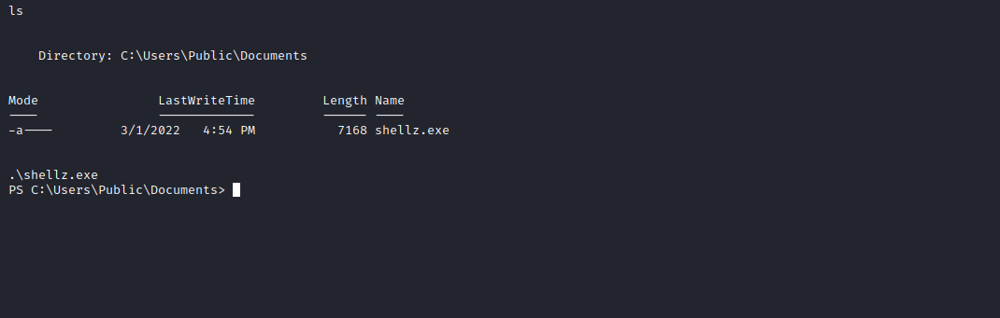 ls
Directory: C:\Users\Public\Documents
Mode LastWriteTime Length Name
---- ------------- ------ ----
-a---- 3/1/2022 4:54 PM 7168 shellz.exe
.\shellz.exe
PS C:\Users\Public\Documents>